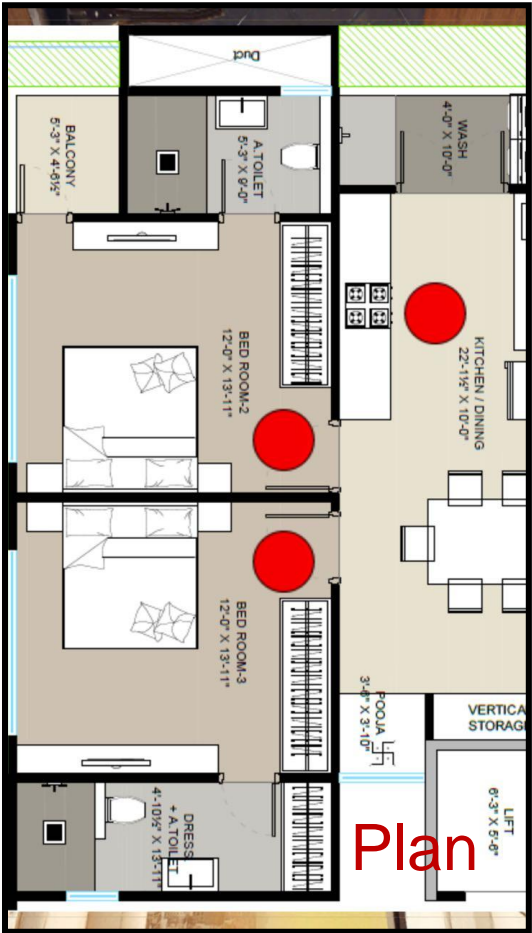 Duct
BALCONY
5'-3" X 4'-6½"
A.TOILET
5'-3" X 9'-0"
WASH
4'-0" X 10'-0"
BED ROOM-2
12'-0" X 13'-11"
KITCHEN / DINING
22'-1½" X 10'-0"
BED ROOM-3
12'-0" X 13'-11"
POOJA
3'-6" X 3'-10"
VERTICA
STORAG
LIFT
6'-3" X 5'-6"
DRESS
+ A.TOILET
4'-10½" X 13'-11"
Plan